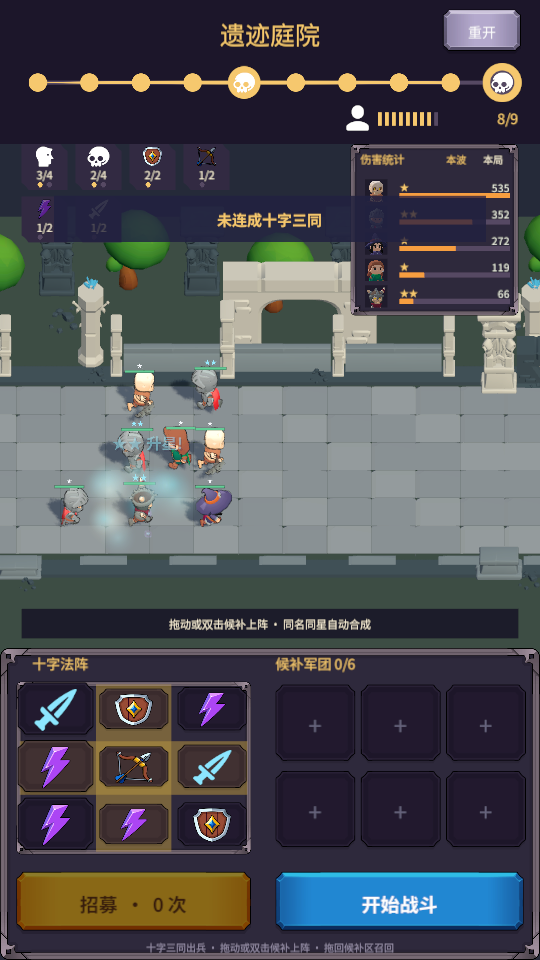 遗迹庭院
重开
8/9
3/4 2/4 2/2 1/2
伤害统计 本波 本局
535
1/2 1/2
未连成十字三同
352
272
119
66
升星!
拖动或双击候补上阵 · 同名同星自动合成
十字法阵
候补军团 0/6
+ + +
+ + +
招募 · 0 次
开始战斗
十字三同出兵 · 拖动或双击候补上阵 · 拖回候补区召回